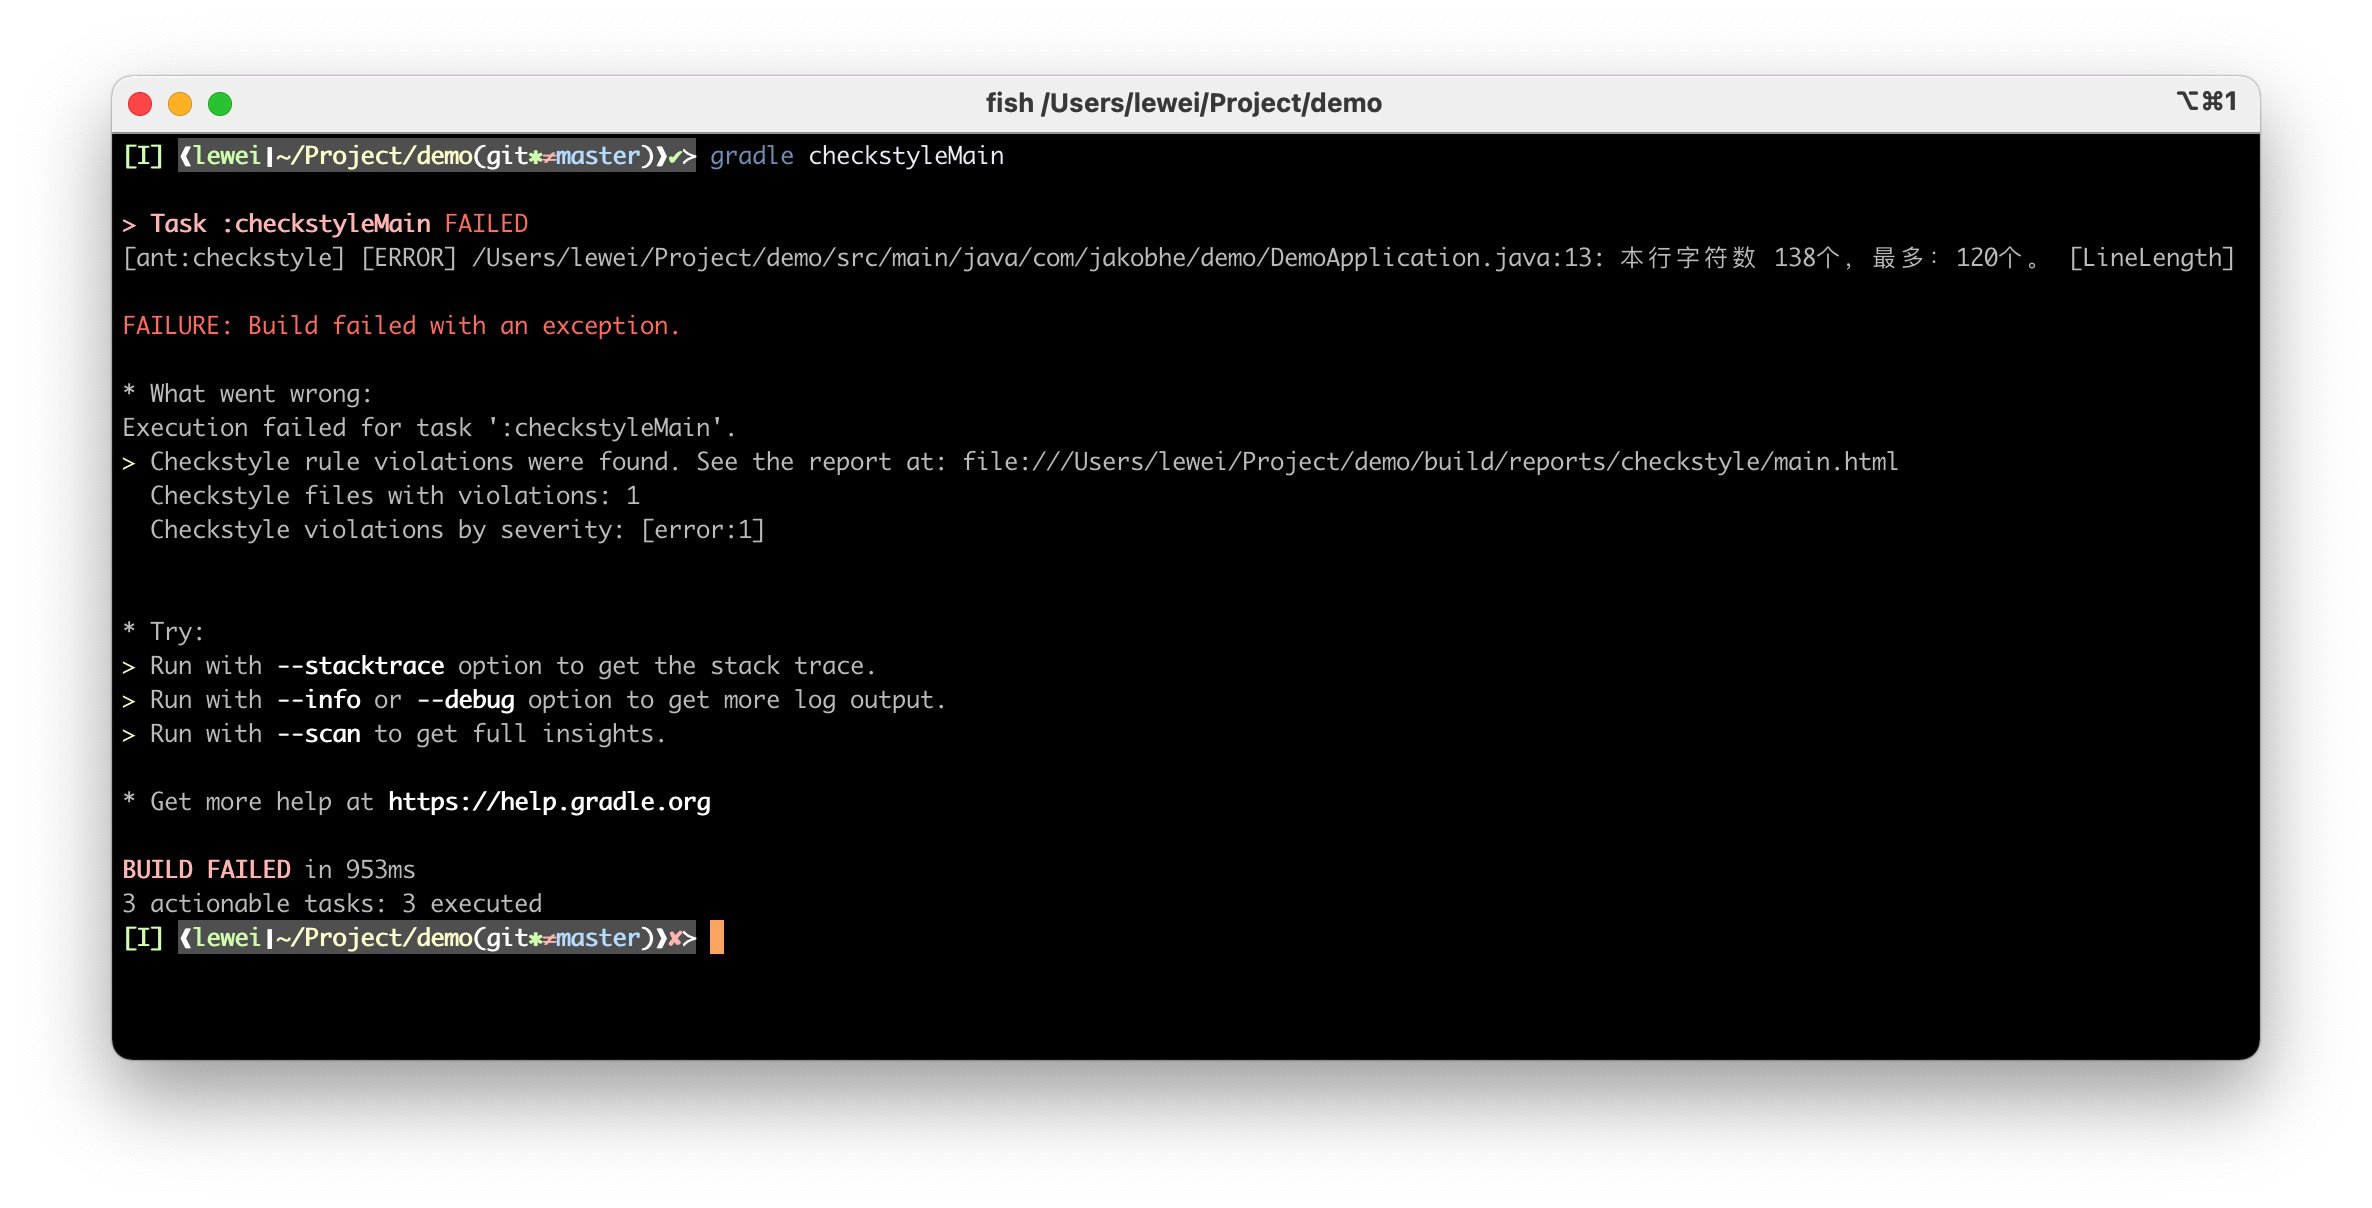 fish /Users/lewei/Project/demo
⌥⌘1
[I] ❨lewei❙~/Project/demo(git✱≠master)❩✔≻ gradle checkstyleMain
> Task :checkstyleMain FAILED
[ant:checkstyle] [ERROR] /Users/lewei/Project/demo/src/main/java/com/jakobhe/demo/DemoApplication.java:13: 本行字符数 138个，最多：120个。 [LineLength]
FAILURE: Build failed with an exception.
* What went wrong:
Execution failed for task ':checkstyleMain'.
> Checkstyle rule violations were found. See the report at: file:///Users/lewei/Project/demo/build/reports/checkstyle/main.html
Checkstyle files with violations: 1
Checkstyle violations by severity: [error:1]
* Try:
> Run with --stacktrace option to get the stack trace.
> Run with --info or --debug option to get more log output.
> Run with --scan to get full insights.
* Get more help at https://help.gradle.org
BUILD FAILED in 953ms
3 actionable tasks: 3 executed
[I] ❨lewei❙~/Project/demo(git✱≠master)❩✘≻